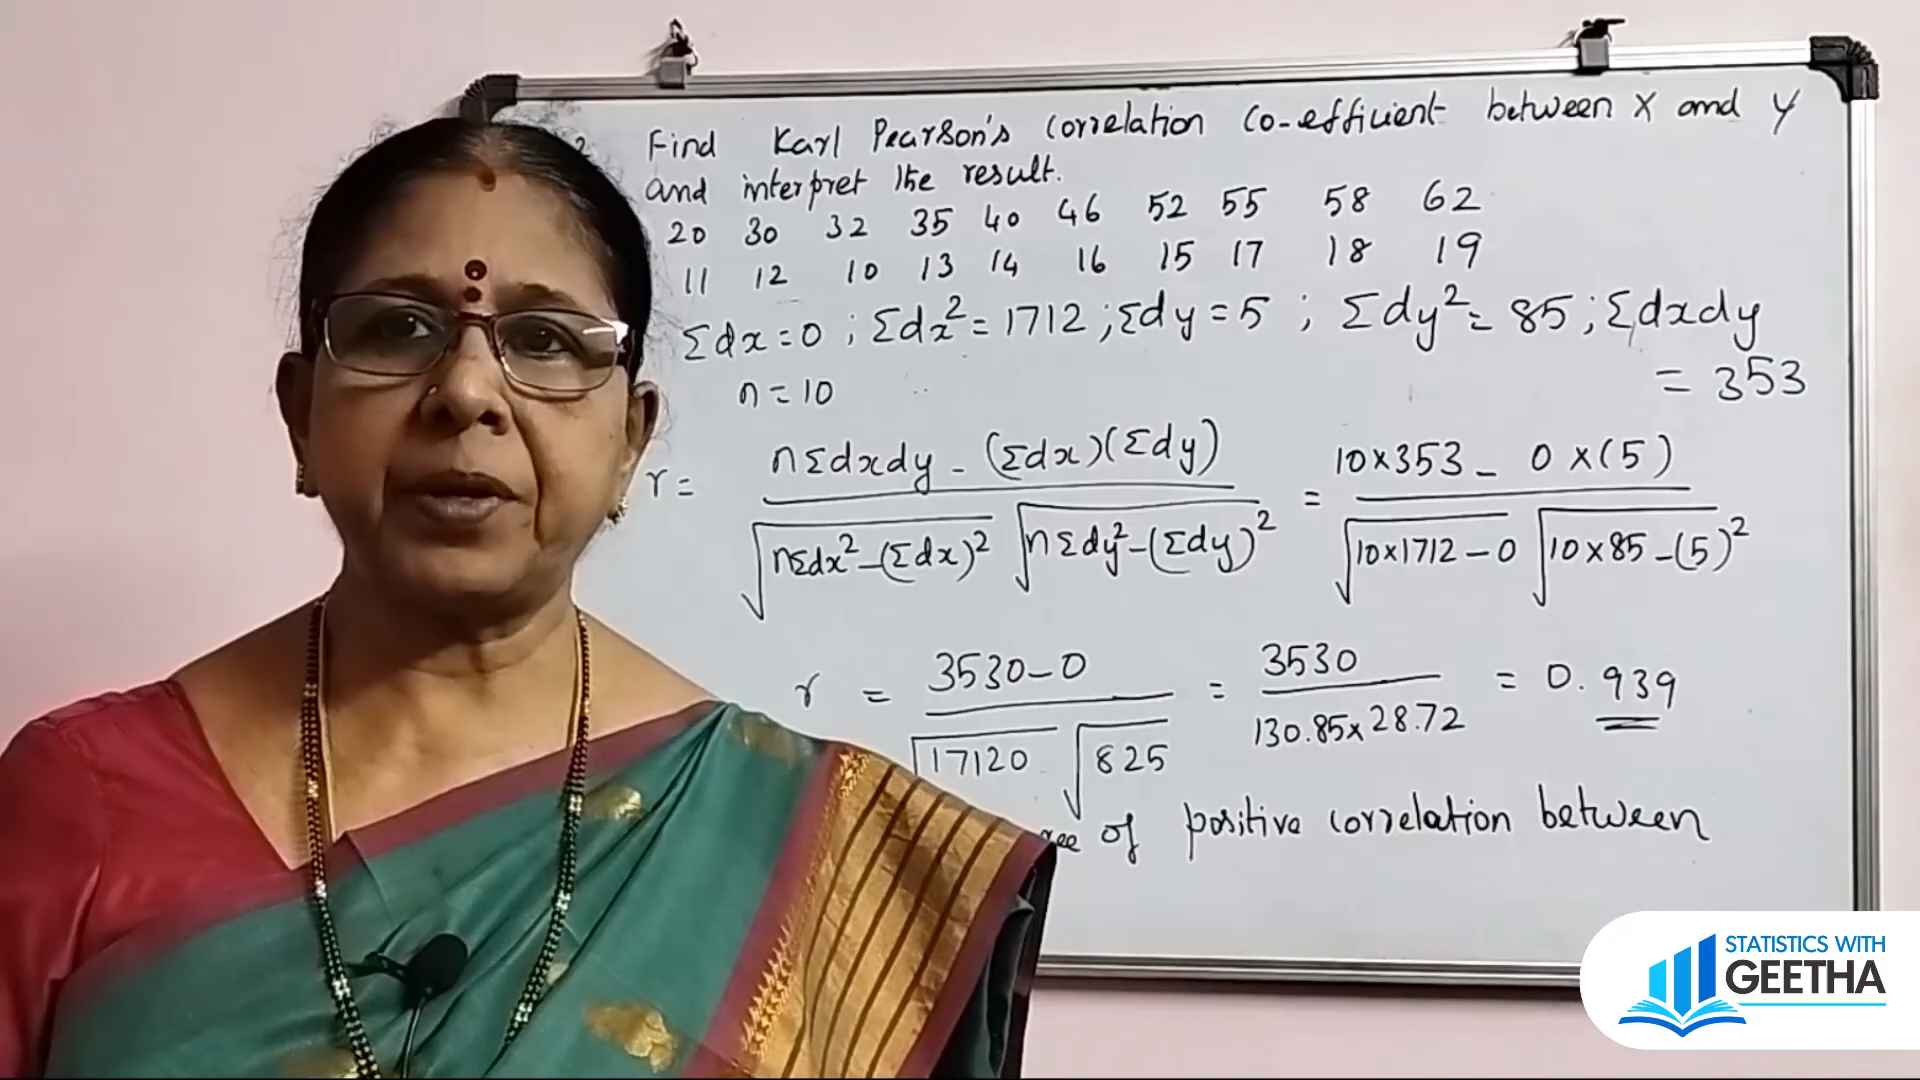 2 Find Karl Pearson's correlation co-efficient between X and Y
and interpret the result.
20 30 32 35 40 46 52 55 58 62
11 12 10 13 14 16 15 17 18 19
Σdx = 0 ; Σdx² = 1712 ; Σdy = 5 ; Σdy² = 85 ; Σdxdy
= 353
n = 10
r = nΣdxdy - (Σdx)(Σdy) / √nΣdx² - (Σdx)² √nΣdy² - (Σdy)² = 10×353 - 0×(5) / √10×1712 - 0 √10×85 - (5)²
r = 3530 - 0 / √17120 √825 = 3530 / 130.85×28.72 = 0.939
of positive correlation between
STATISTICS WITH
GEETHA